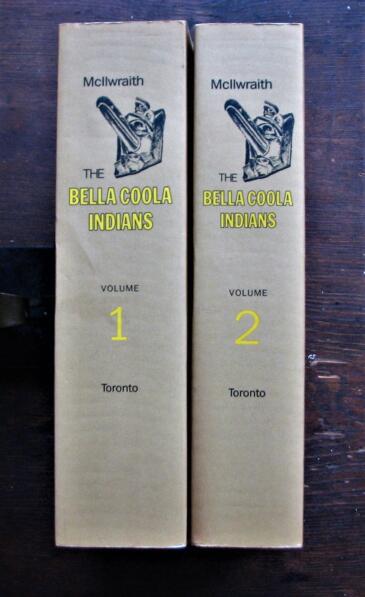 McIlwraith
THE
BELLA COOLA
INDIANS
VOLUME
1
Toronto
McIlwraith
THE
BELLA COOLA
INDIANS
VOLUME
2
Toronto